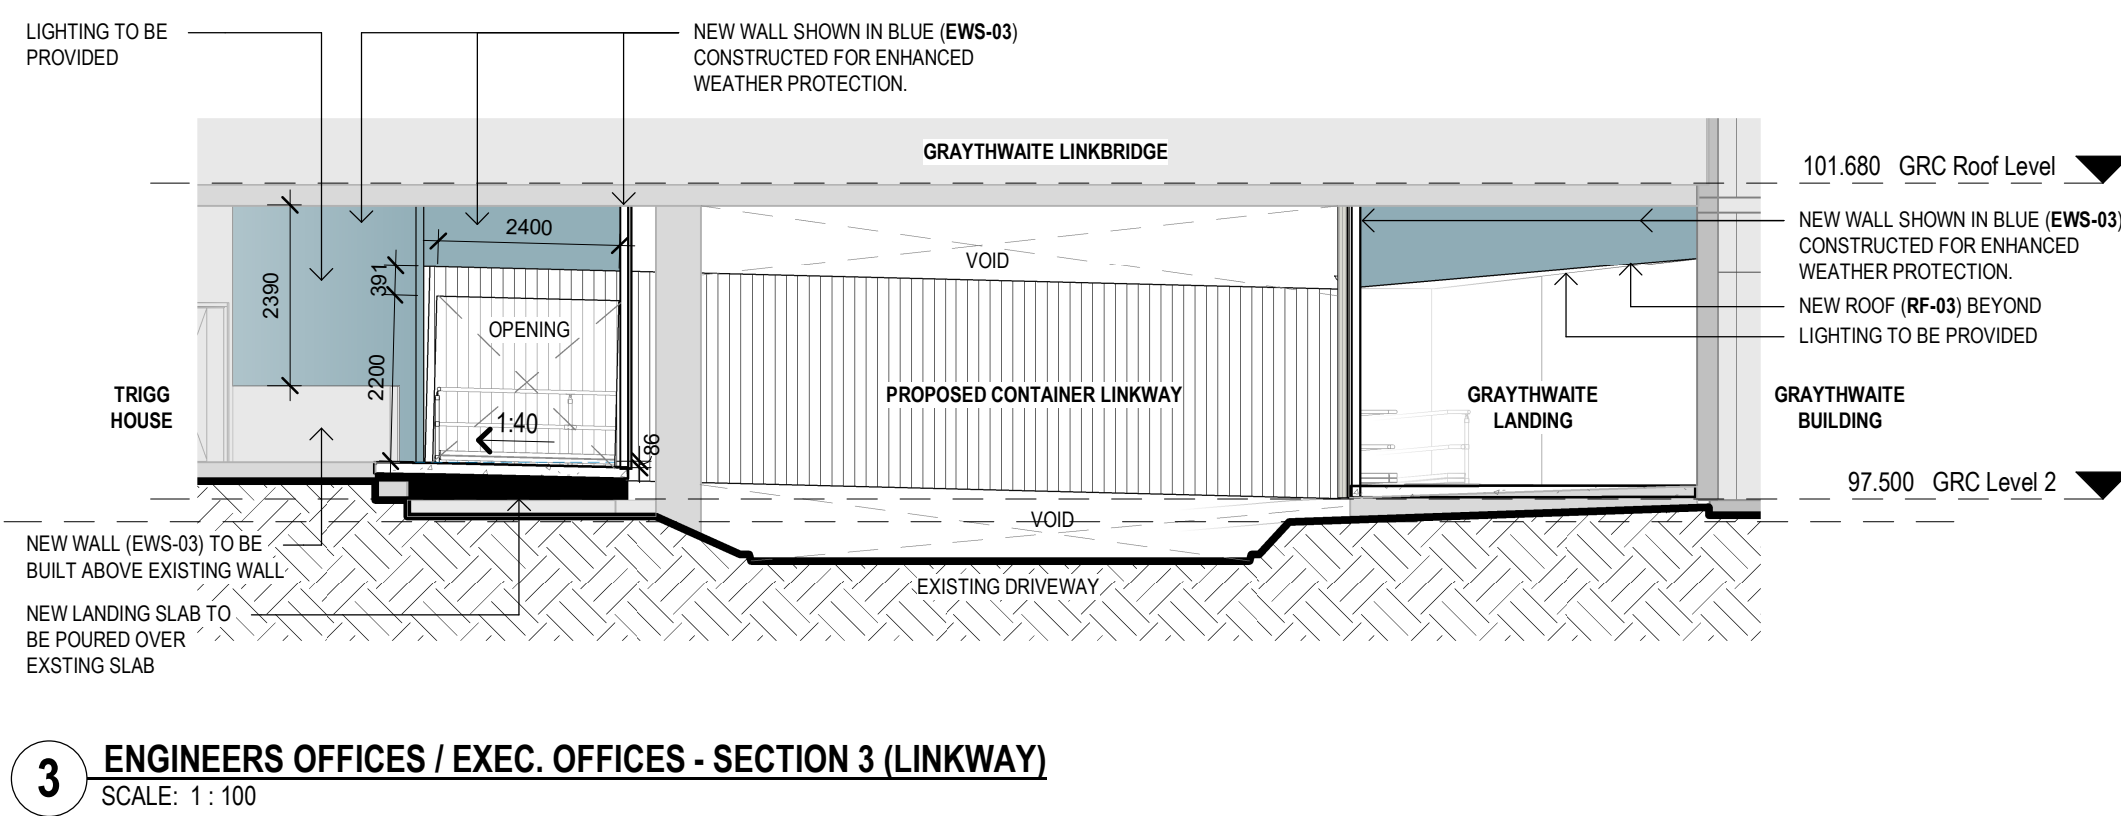 LIGHTING TO BE
PROVIDED
NEW WALL SHOWN IN BLUE (EWS-03)
CONSTRUCTED FOR ENHANCED
WEATHER PROTECTION.
GRAYTHWAITE LINKBRIDGE
101.680 GRC Roof Level
NEW WALL SHOWN IN BLUE (EWS-03)
CONSTRUCTED FOR ENHANCED
WEATHER PROTECTION.
NEW ROOF (RF-03) BEYOND
LIGHTING TO BE PROVIDED
2400
VOID
391
2390
OPENING
2200
TRIGG
HOUSE
PROPOSED CONTAINER LINKWAY
GRAYTHWAITE
LANDING
GRAYTHWAITE
BUILDING
1:40
86
97.500 GRC Level 2
VOID
NEW WALL (EWS-03) TO BE
BUILT ABOVE EXISTING WALL
EXISTING DRIVEWAY
NEW LANDING SLAB TO
BE POURED OVER
EXSTING SLAB
3
ENGINEERS OFFICES / EXEC. OFFICES - SECTION 3 (LINKWAY)
SCALE: 1 : 100